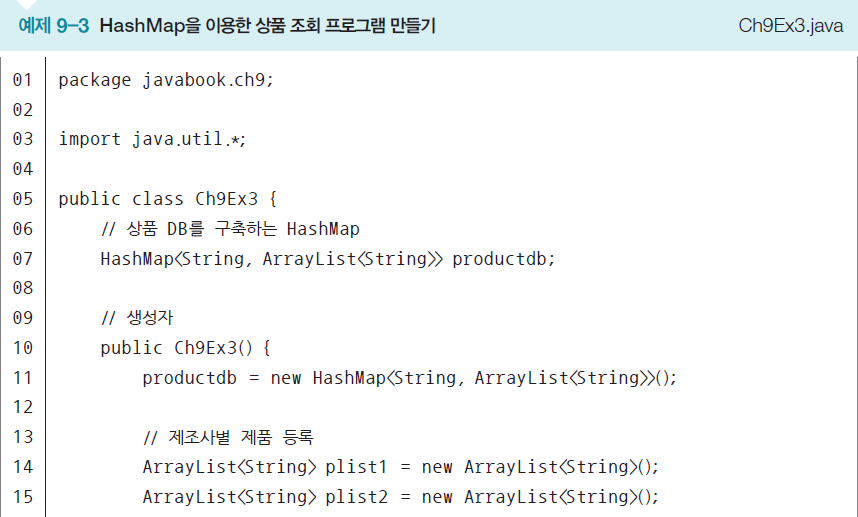 예제 9-3 HashMap을 이용한 상품 조회 프로그램 만들기 Ch9Ex3.java
01 package javabook.ch9;
02
03 import java.util.*;
04
05 public class Ch9Ex3 {
06 // 상품 DB를 구축하는 HashMap
07 HashMap<String, ArrayList<String>> productdb;
08
09 // 생성자
10 public Ch9Ex3() {
11 productdb = new HashMap<String, ArrayList<String>>();
12
13 // 제조사별 제품 등록
14 ArrayList<String> plist1 = new ArrayList<String>();
15 ArrayList<String> plist2 = new ArrayList<String>();